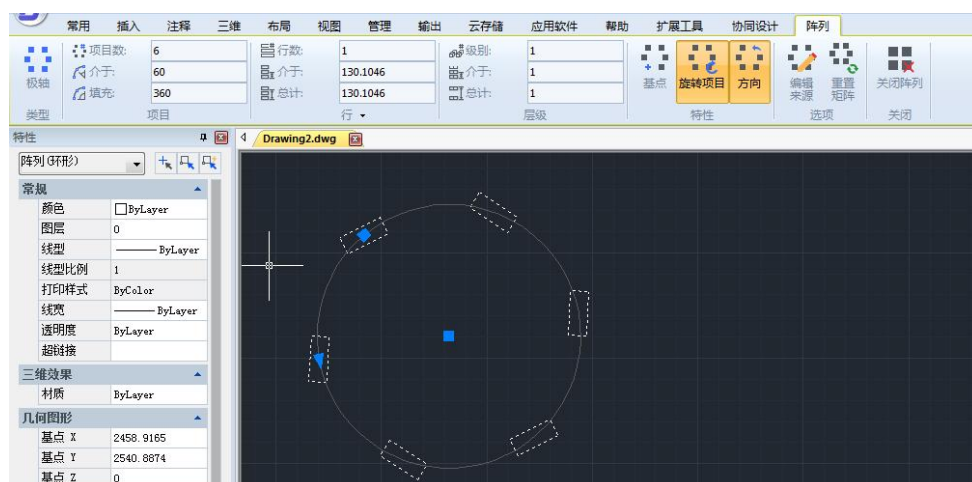 常用 插入 注释 三维 布局 视图 管理 输出 云存储 应用软件 帮助 扩展工具 协同设计 阵列
项目数: 6 行数: 1 级别: 1
介于: 60 介于: 130.1046 介于: 1
填充: 360 总计: 130.1046 总计: 1
极轴 基点 旋转项目 方向 编辑来源 重置矩阵 关闭阵列
类型 项目 行 层级 特性 选项 关闭
特性 Drawing2.dwg
阵列(环形)
常规
颜色 ByLayer
图层 0
线型 ByLayer
线型比例 1
打印样式 ByColor
线宽 ByLayer
透明度 ByLayer
超链接
三维效果
材质 ByLayer
几何图形
基点 X 2458.9165
基点 Y 2540.8874
基点 Z 0